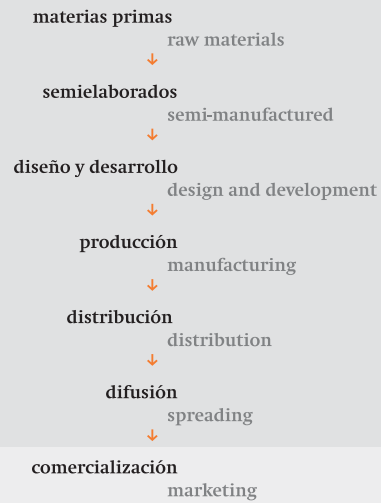 materias primas
raw materials
semielaborados
semi-manufactured
diseño y desarrollo
design and development
producción
manufacturing
distribución
distribution
difusión
spreading
comercialización
marketing